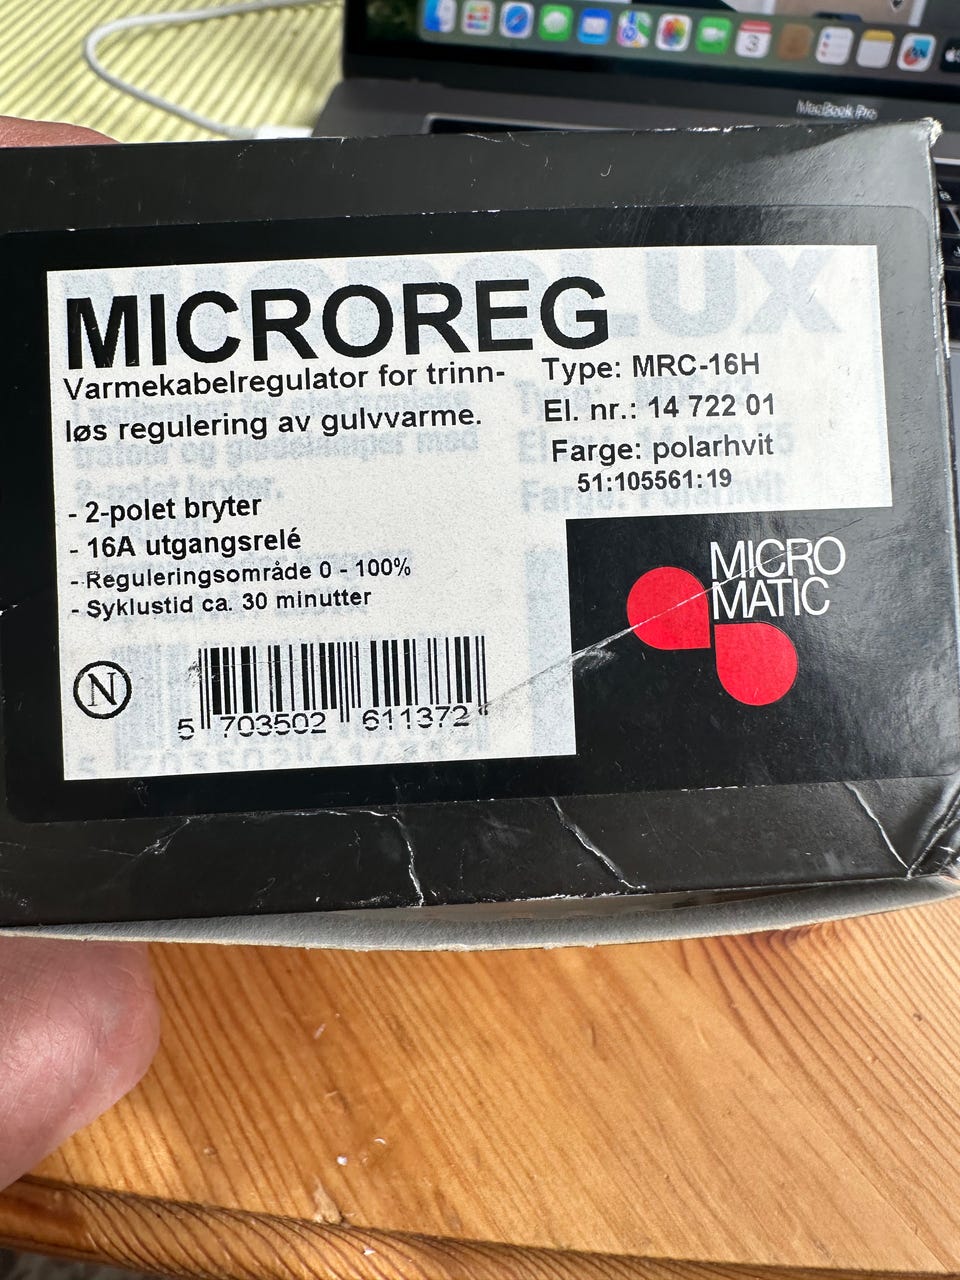 MacBook Pro
MICROREG
Varmekabelregulator for trinn-
løs regulering av gulvvarme.
Type: MRC-16H
El. nr.: 14 722 01
Farge: polarhvit
51:105561:19
- 2-polet bryter
- 16A utgangsrelé
- Reguleringsområde 0 - 100%
- Syklustid ca. 30 minutter
N
5 703502 611372
MICRO
MATIC
3
LUX